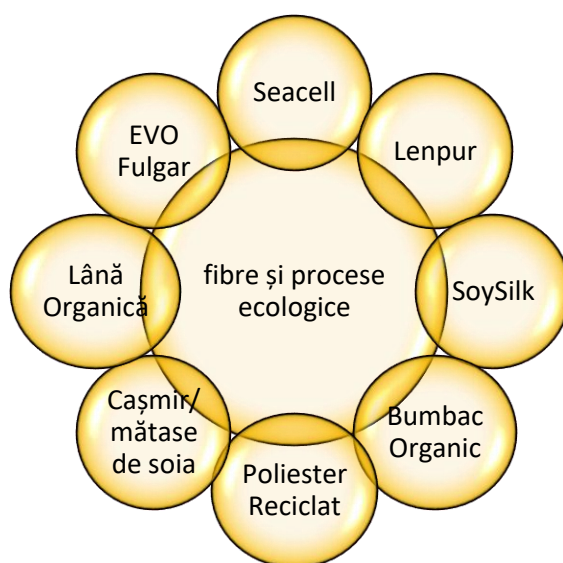 Seacell
Lenpur
SoySilk
Bumbac
Organic
Poliester
Reciclat
Cașmir/
mătase
de soia
Lână
Organică
EVO
Fulgar
fibre și procese
ecologice